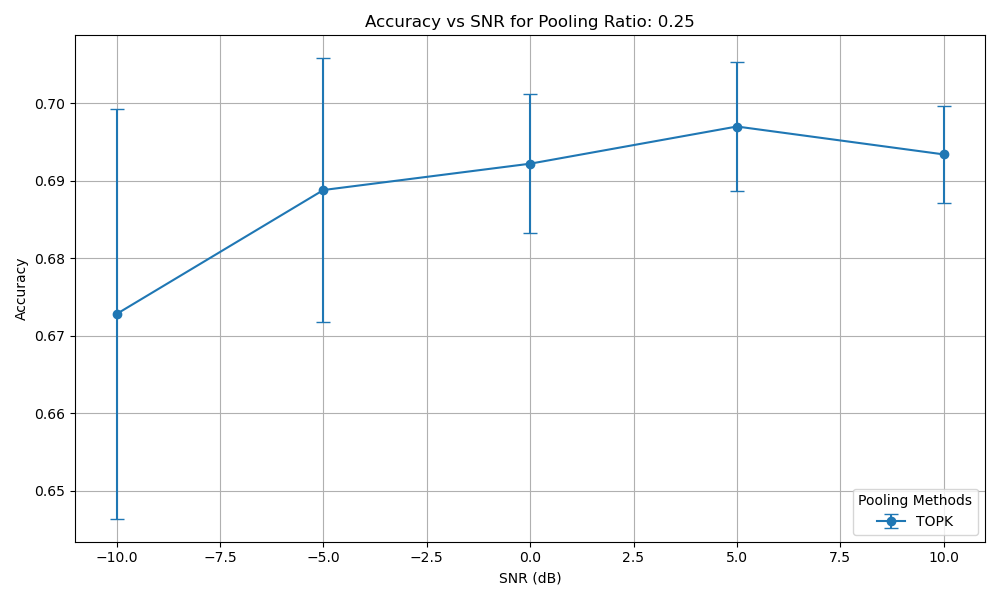 Accuracy vs SNR for Pooling Ratio: 0.25
Accuracy
0.70
0.69
0.68
0.67
0.66
0.65
−10.0 −7.5 −5.0 −2.5 0.0 2.5 5.0 7.5 10.0
SNR (dB)
Pooling Methods
TOPK